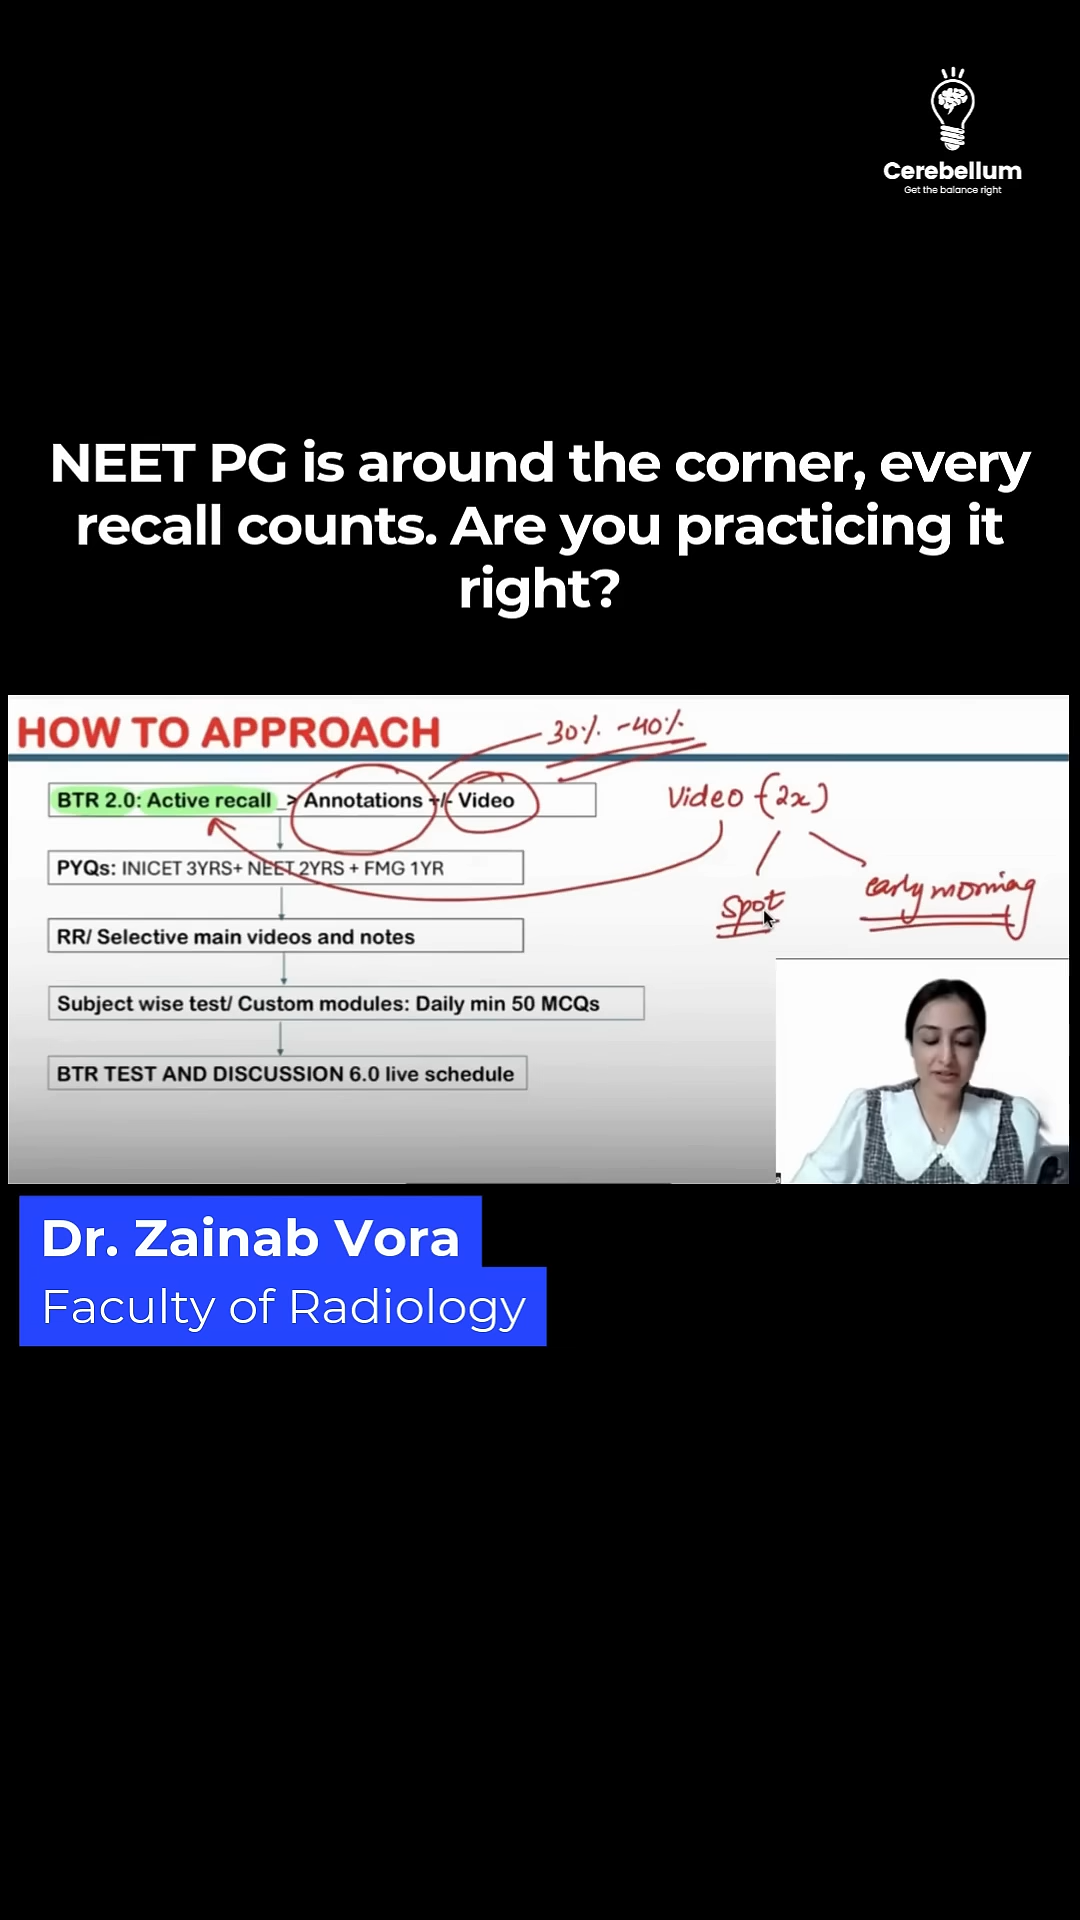 Cerebellum
Get the balance right
NEET PG is around the corner, every
recall counts. Are you practicing it
right?
HOW TO APPROACH
30% - 40%
BTR 2.0: Active recall > Annotations +/- Video
Video (2x)
PYQs: INICET 3YRS+ NEET 2YRS + FMG 1YR
Spot
early morning
RR/ Selective main videos and notes
Subject wise test/ Custom modules: Daily min 50 MCQs
BTR TEST AND DISCUSSION 6.0 live schedule
Dr. Zainab Vora
Faculty of Radiology